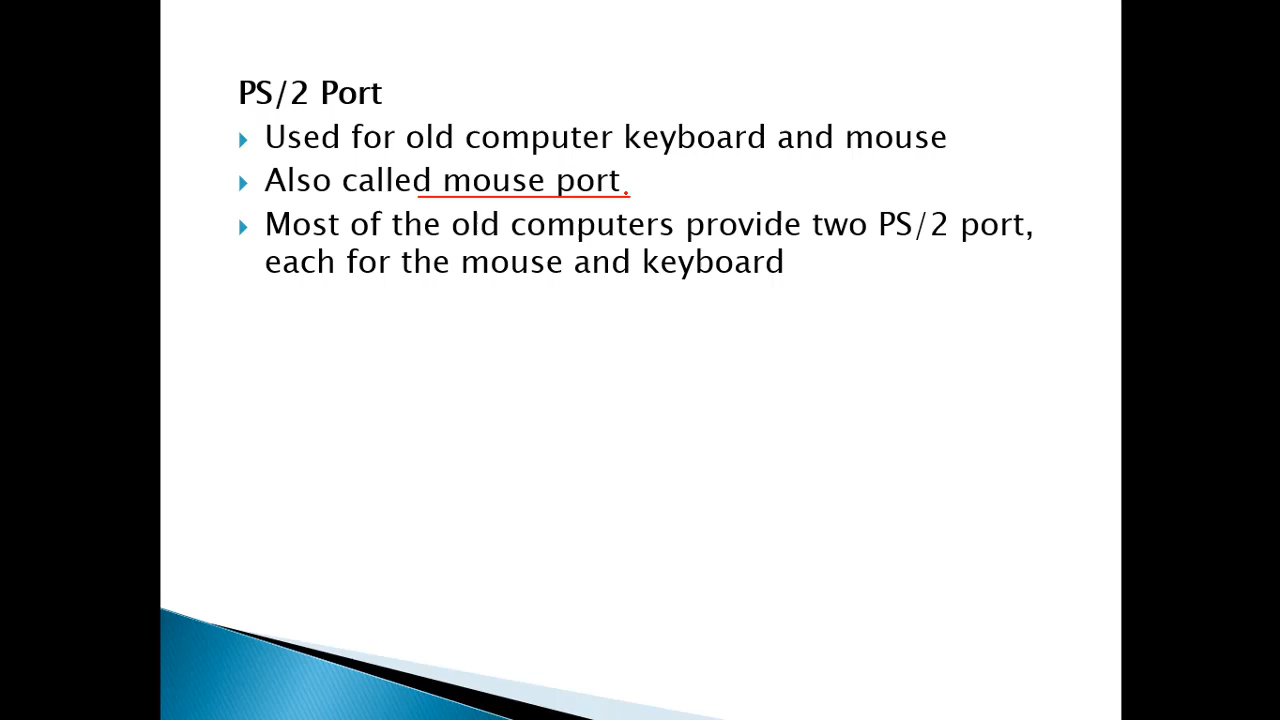 PS/2 Port
Used for old computer keyboard and mouse
Also called mouse port.
Most of the old computers provide two PS/2 port,
each for the mouse and keyboard